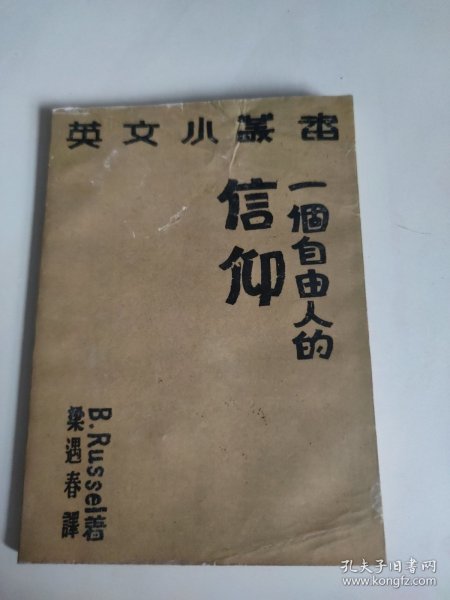 英文小叢書
一個自由人的
信仰
B. Russel著
梁遇春譯
孔夫子旧书网
www.kongfz.com